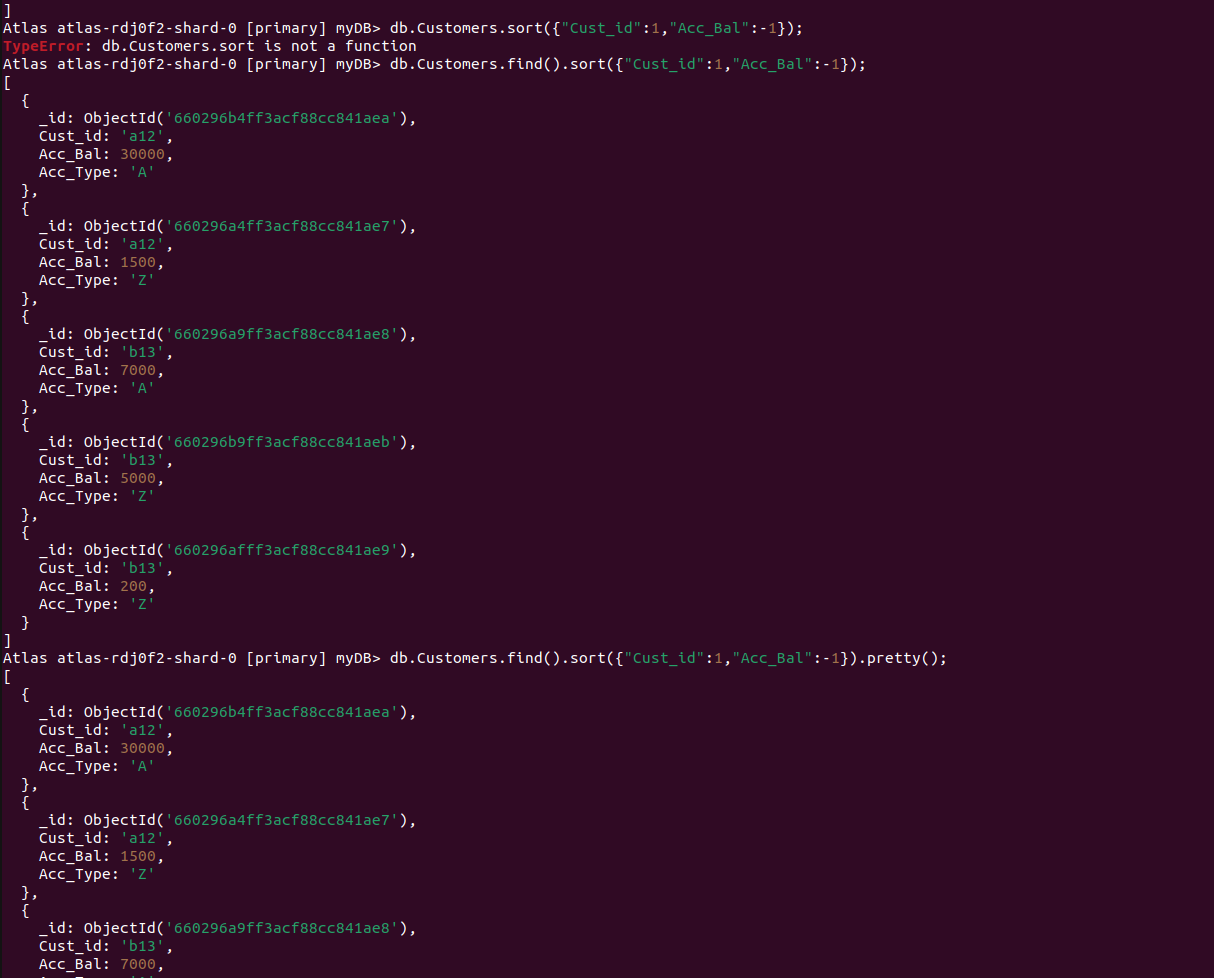 ]
Atlas atlas-rdj0f2-shard-0 [primary] myDB> db.Customers.sort({"Cust_id":1,"Acc_Bal":-1});
TypeError: db.Customers.sort is not a function
Atlas atlas-rdj0f2-shard-0 [primary] myDB> db.Customers.find().sort({"Cust_id":1,"Acc_Bal":-1});
[
  {
    _id: ObjectId('660296b4ff3acf88cc841aea'),
    Cust_id: 'a12',
    Acc_Bal: 30000,
    Acc_Type: 'A'
  },
  {
    _id: ObjectId('660296a4ff3acf88cc841ae7'),
    Cust_id: 'a12',
    Acc_Bal: 1500,
    Acc_Type: 'Z'
  },
  {
    _id: ObjectId('660296a9ff3acf88cc841ae8'),
    Cust_id: 'b13',
    Acc_Bal: 7000,
    Acc_Type: 'A'
  },
  {
    _id: ObjectId('660296b9ff3acf88cc841aeb'),
    Cust_id: 'b13',
    Acc_Bal: 5000,
    Acc_Type: 'Z'
  },
  {
    _id: ObjectId('660296afff3acf88cc841ae9'),
    Cust_id: 'b13',
    Acc_Bal: 200,
    Acc_Type: 'Z'
  }
]
Atlas atlas-rdj0f2-shard-0 [primary] myDB> db.Customers.find().sort({"Cust_id":1,"Acc_Bal":-1}).pretty();
[
  {
    _id: ObjectId('660296b4ff3acf88cc841aea'),
    Cust_id: 'a12',
    Acc_Bal: 30000,
    Acc_Type: 'A'
  },
  {
    _id: ObjectId('660296a4ff3acf88cc841ae7'),
    Cust_id: 'a12',
    Acc_Bal: 1500,
    Acc_Type: 'Z'
  },
  {
    _id: ObjectId('660296a9ff3acf88cc841ae8'),
    Cust_id: 'b13',
    Acc_Bal: 7000,